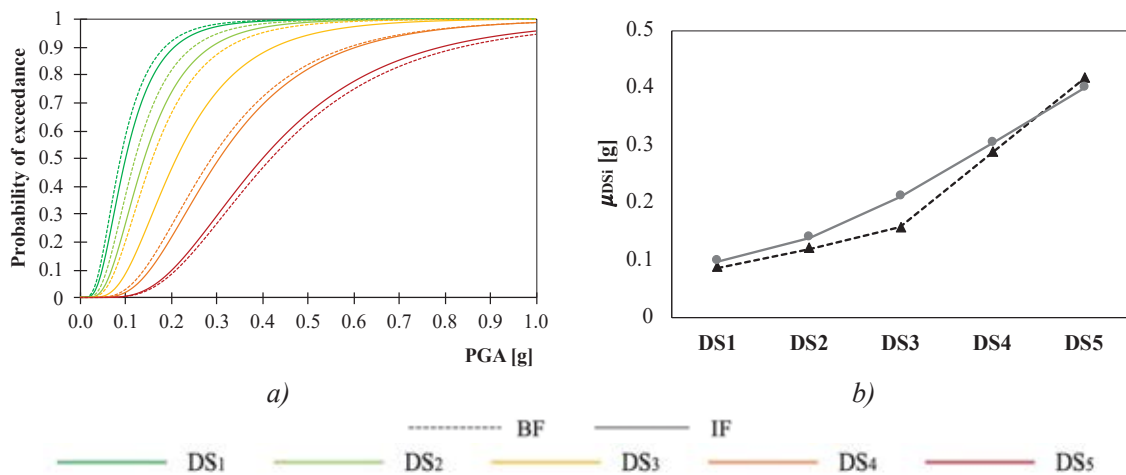 Probability of exceedance
1
0.9
0.8
0.7
0.6
0.5
0.4
0.3
0.2
0.1
0
0.0 0.1 0.2 0.3 0.4 0.5 0.6 0.7 0.8 0.9 1.0
PGA [g]
a)
μDSi [g]
0.5
0.4
0.3
0.2
0.1
0
DS1 DS2 DS3 DS4 DS5
b)
BF IF
DS1 DS2 DS3 DS4 DS5